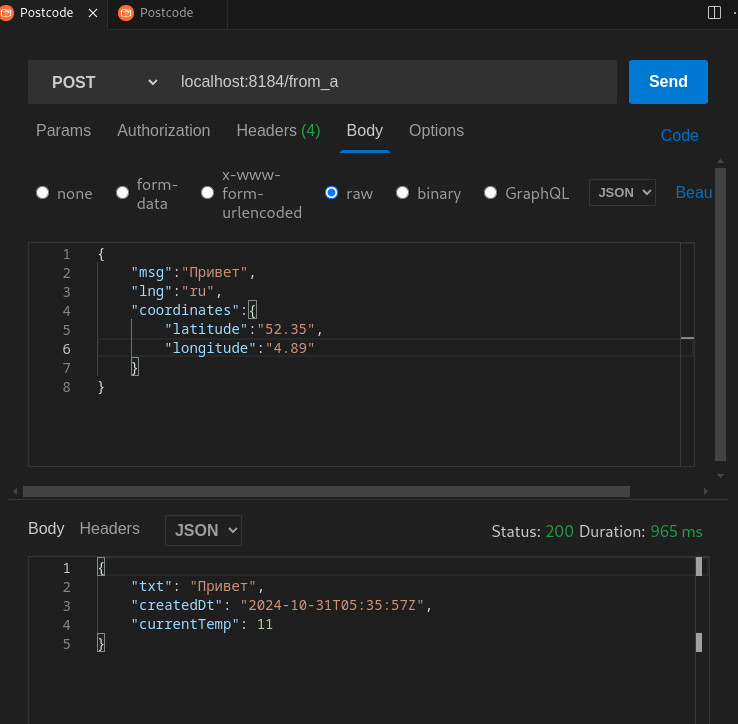 Postcode Postcode
POST localhost:8184/from_a Send
Params Authorization Headers (4) Body Options Code
none form-data x-www-form-urlencoded raw binary GraphQL JSON Beau
1 {
2 "msg":"Привет",
3 "lng":"ru",
4 "coordinates":{
5 "latitude":"52.35",
6 "longitude":"4.89"
7 }
8 }
Body Headers JSON Status: 200 Duration: 965 ms
1 {
2 "txt": "Привет",
3 "createdDt": "2024-10-31T05:35:57Z",
4 "currentTemp": 11
5 }